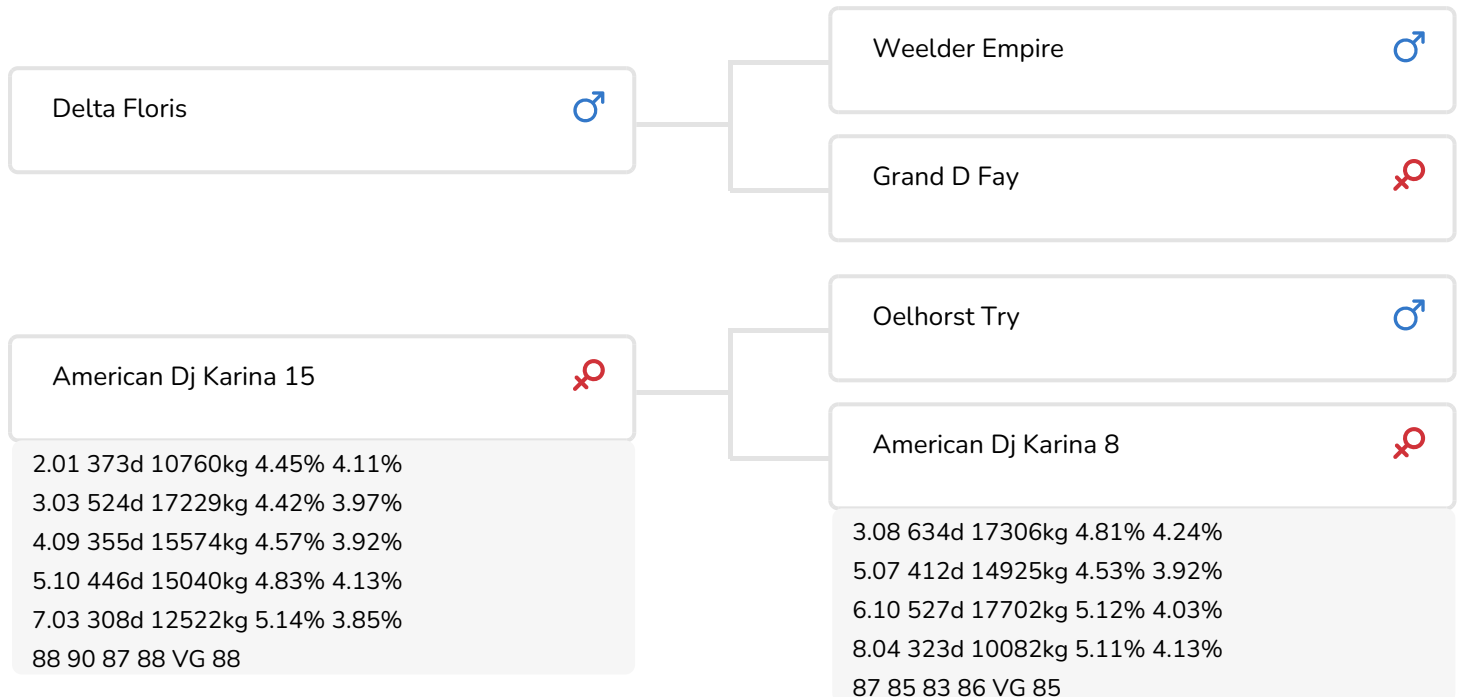 Delta Floris
Weelder Empire
Grand D Fay
American Dj Karina 15
2.01 373d 10760kg 4.45% 4.11%
3.03 524d 17229kg 4.42% 3.97%
4.09 355d 15574kg 4.57% 3.92%
5.10 446d 15040kg 4.83% 4.13%
7.03 308d 12522kg 5.14% 3.85%
88 90 87 88 VG 88
Oelhorst Try
American Dj Karina 8
3.08 634d 17306kg 4.81% 4.24%
5.07 412d 14925kg 4.53% 3.92%
6.10 527d 17702kg 5.12% 4.03%
8.04 323d 10082kg 5.11% 4.13%
87 85 83 86 VG 85